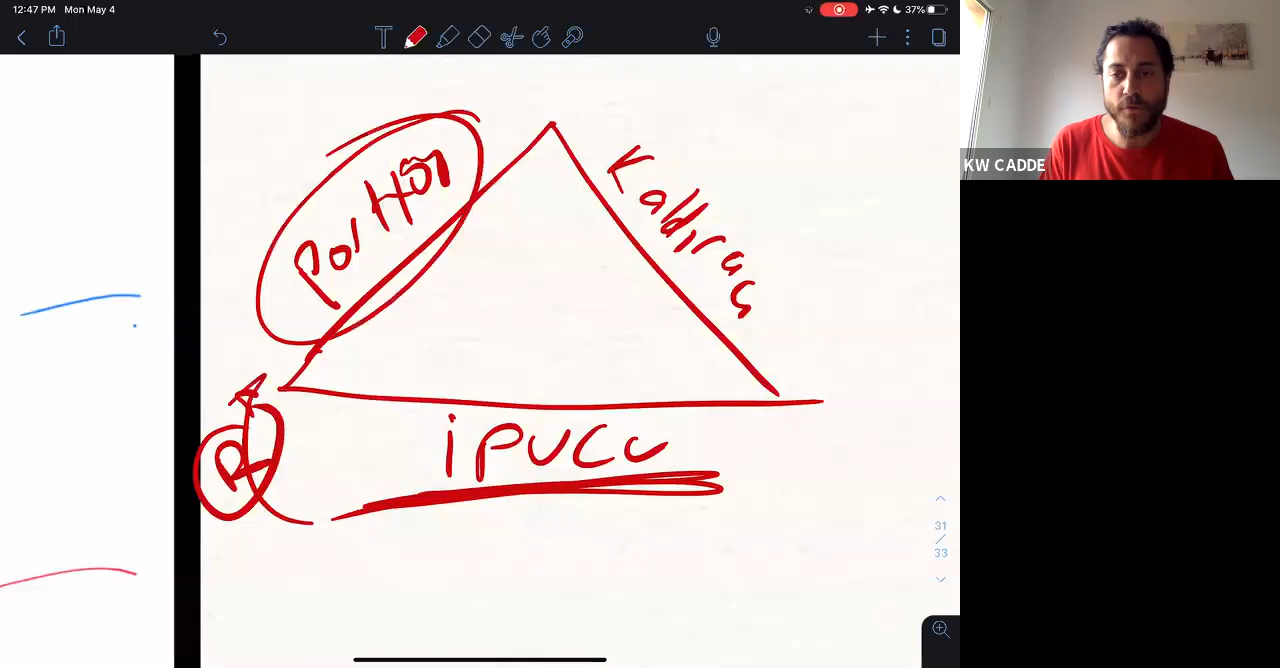 12:47 PM Mon May 4
37%
KW CADDE
Portföy
Kaldıraç
İPUCU
31
/
33